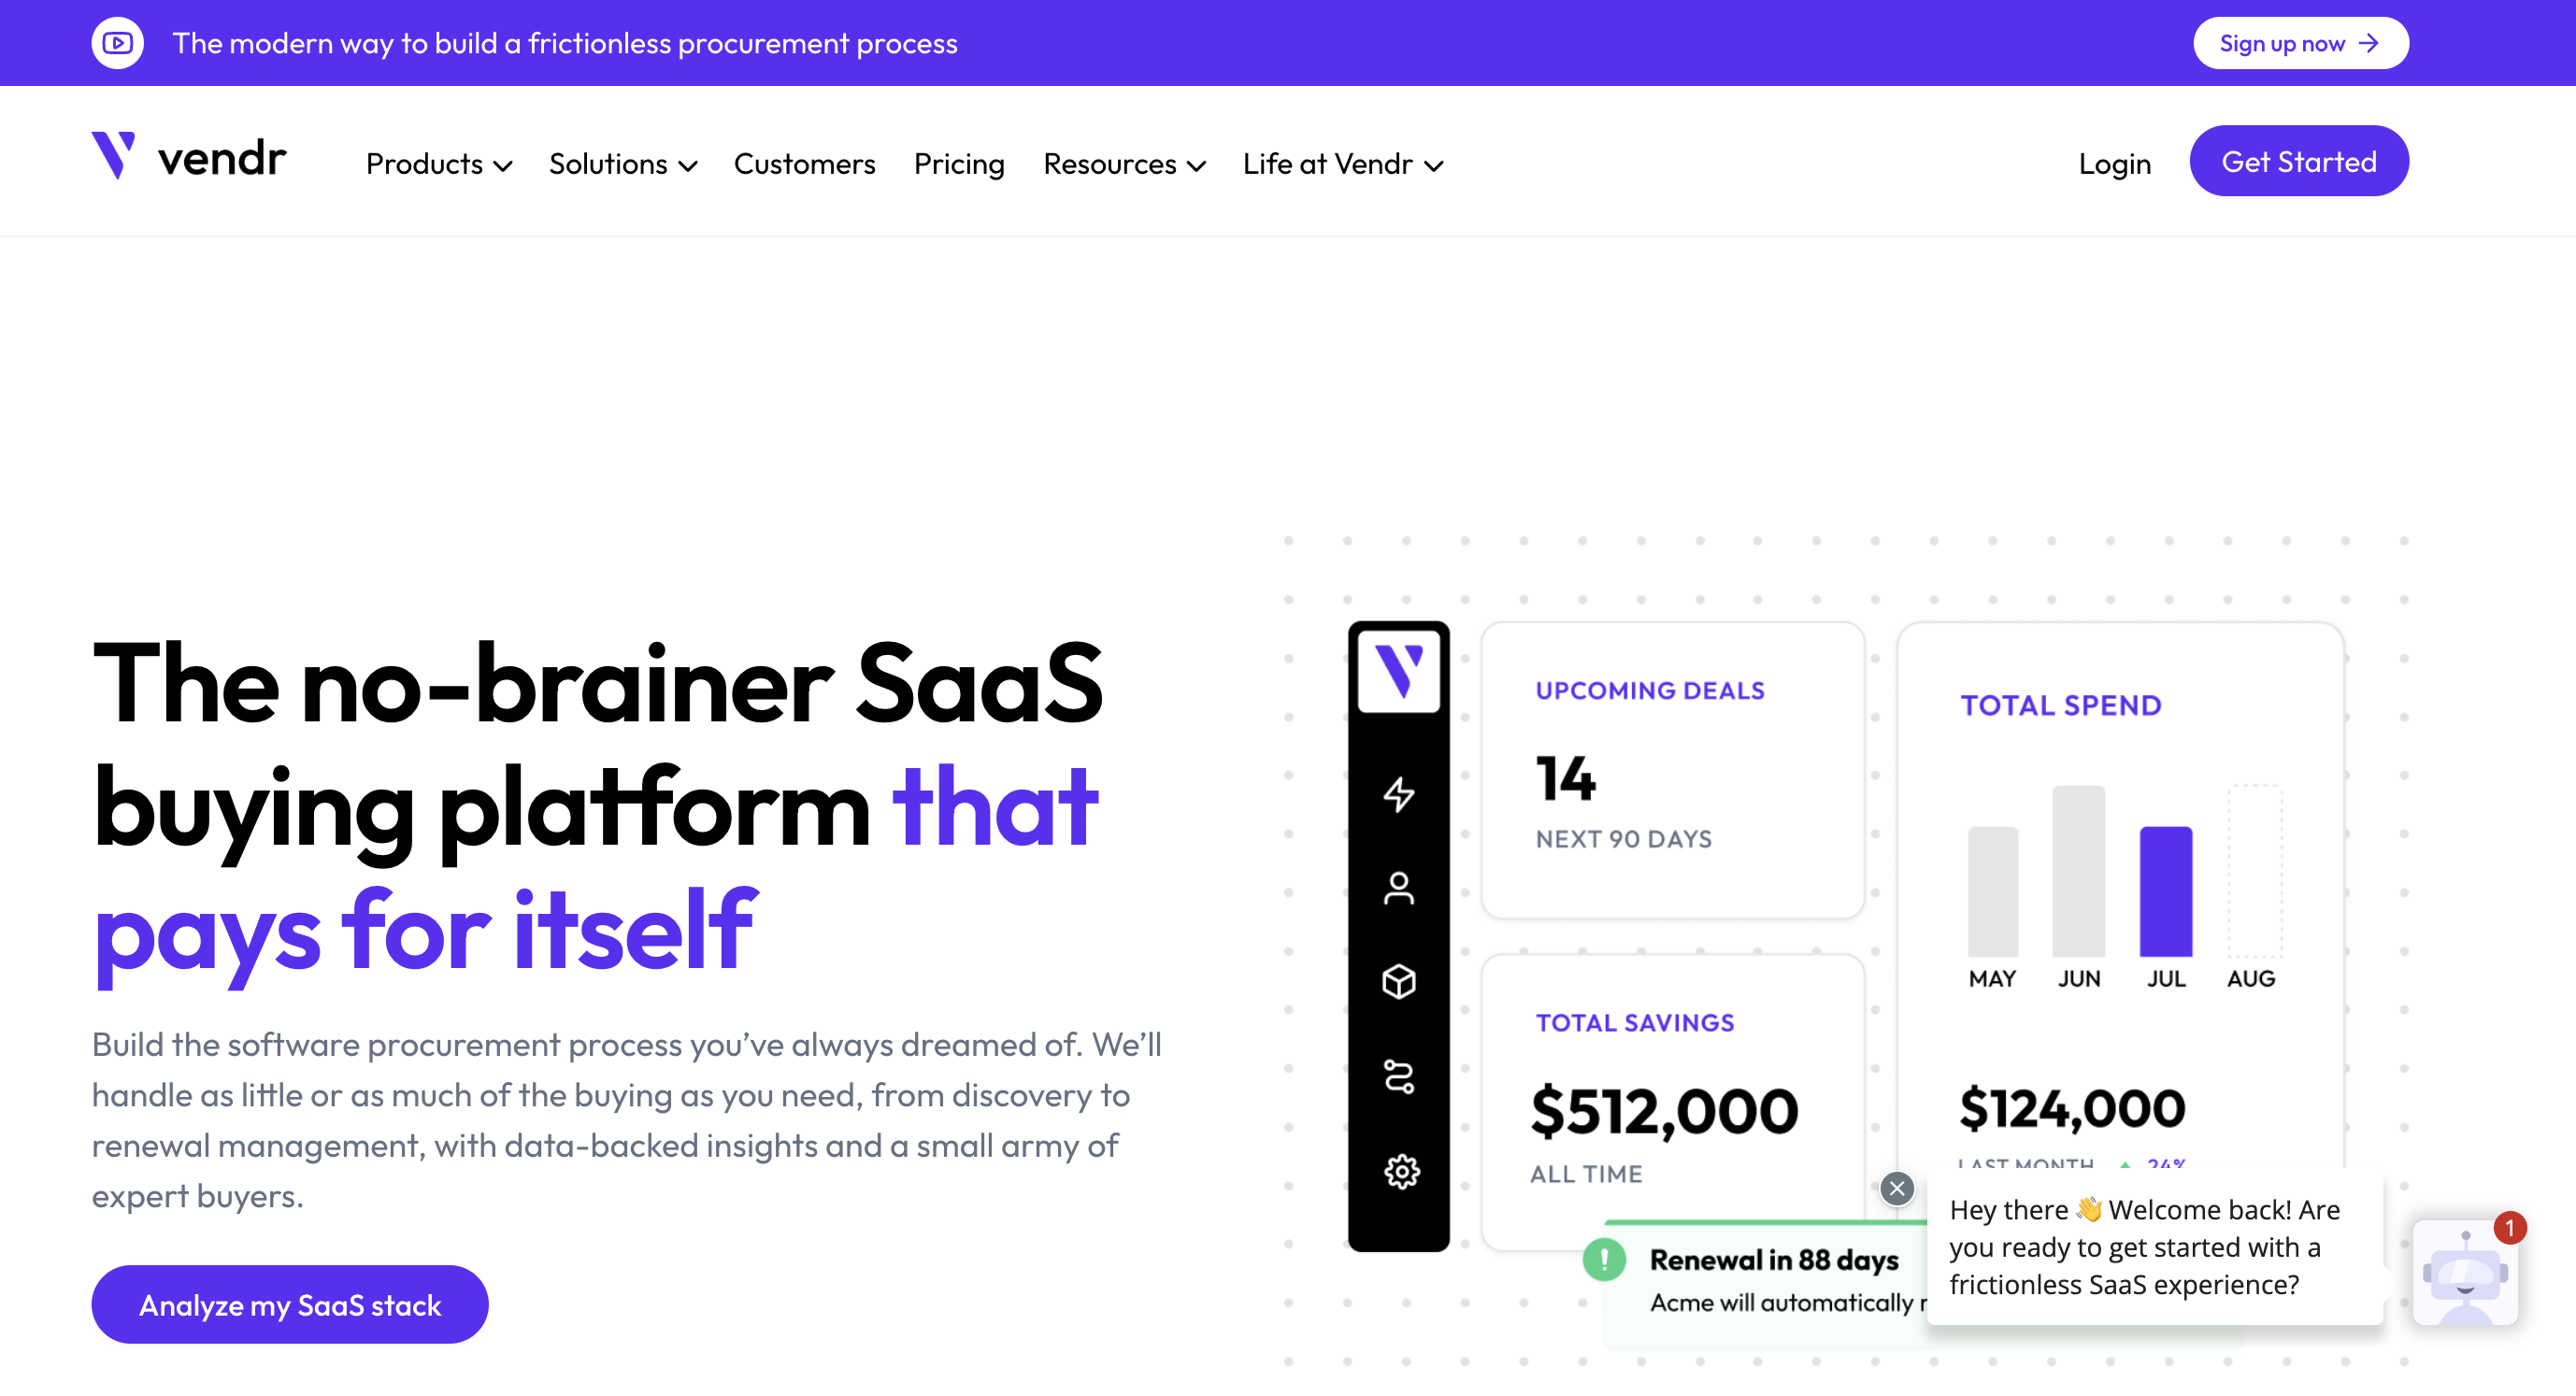 The modern way to build a frictionless procurement process
Sign up now
vendr
Products
Solutions
Customers
Pricing
Resources
Life at Vendr
Login
Get Started
The no-brainer SaaS
buying platform that
pays for itself
Build the software procurement process you’ve always dreamed of. We’ll
handle as little or as much of the buying as you need, from discovery to
renewal management, with data-backed insights and a small army of
expert buyers.
Analyze my SaaS stack
UPCOMING DEALS
14
NEXT 90 DAYS
TOTAL SAVINGS
$512,000
ALL TIME
TOTAL SPEND
MAY JUN JUL AUG
$124,000
LAST MONTH 24%
Renewal in 88 days
Acme will automatically
Hey there 👋 Welcome back! Are
you ready to get started with a
frictionless SaaS experience?
1